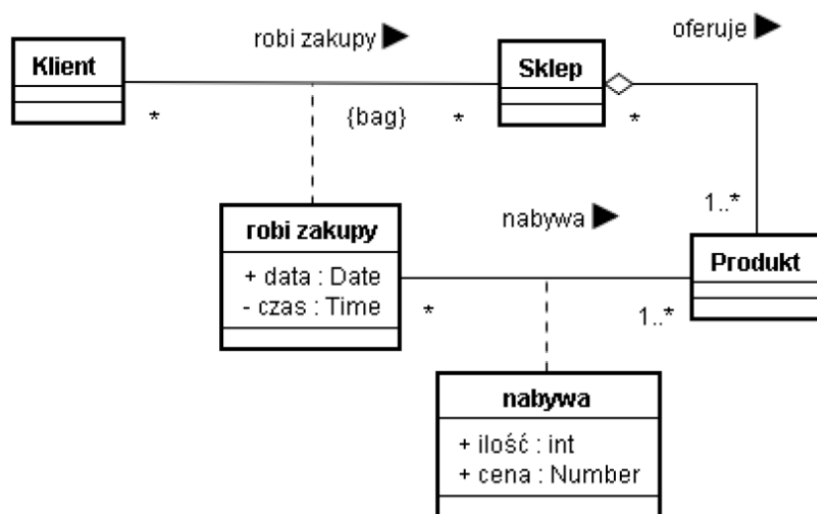 robi zakupy ▶
oferuje ▶
Klient
Sklep
*
{bag}
*
*
1..*
robi zakupy
+ data : Date
- czas : Time
nabywa ▶
Produkt
*
1..*
nabywa
+ ilość : int
+ cena : Number